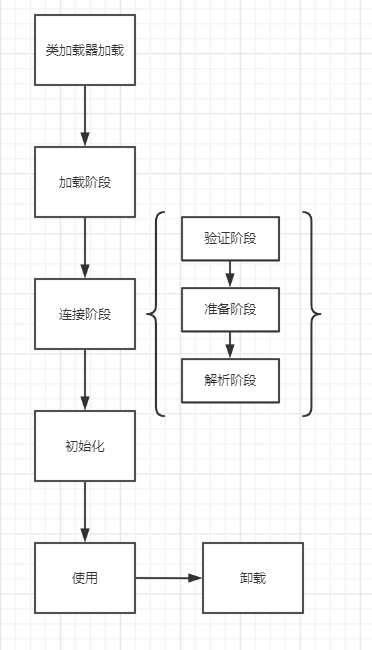 类加载器加载
加载阶段
连接阶段
验证阶段
准备阶段
解析阶段
初始化
使用
卸载